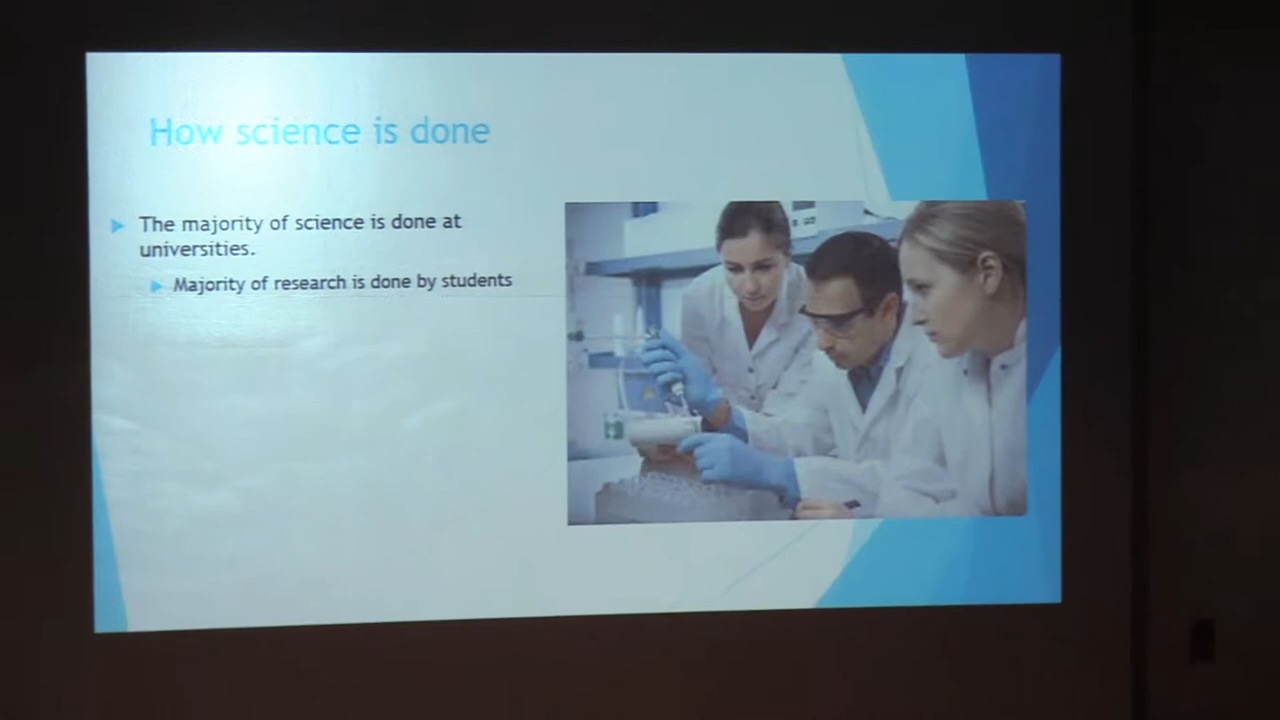 How science is done
The majority of science is done at
universities.
Majority of research is done by students